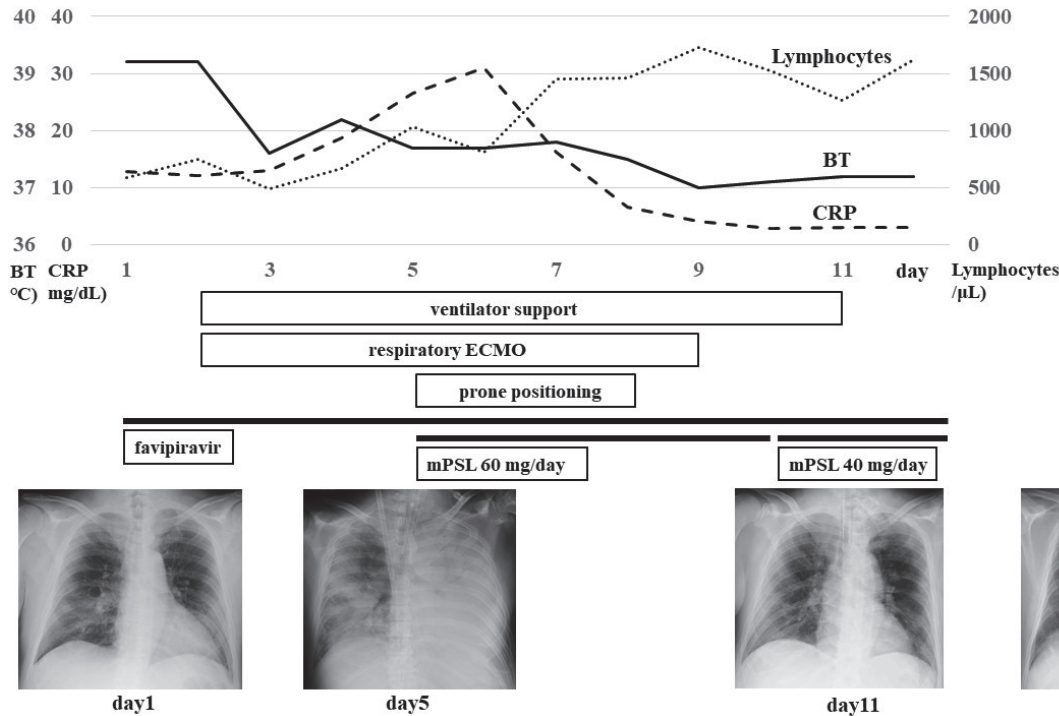 40 40 2000
39 30 Lymphocytes 1500
38 20 1000
BT
37 10 500
CRP
36 0 0
BT CRP 1 3 5 7 9 11 day Lymphocytes
°C) mg/dL) /μL)
ventilator support
respiratory ECMO
prone positioning
favipiravir
mPSL 60 mg/day mPSL 40 mg/day
day1 day5 day11